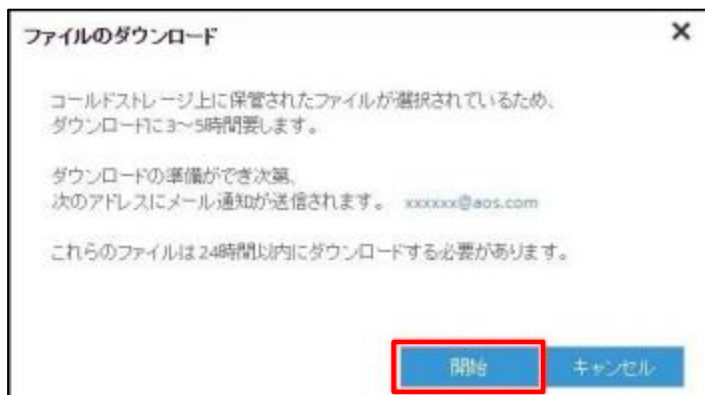 ファイルのダウンロード
コールドストレージ上に保管されたファイルが選択されているため、
ダウンロードに3～5時間要します。
ダウンロードの準備ができ次第、
次のアドレスにメール通知が送信されます。 xxxxxx@aos.com
これらのファイルは24時間以内にダウンロードする必要があります。
開始 キャンセル